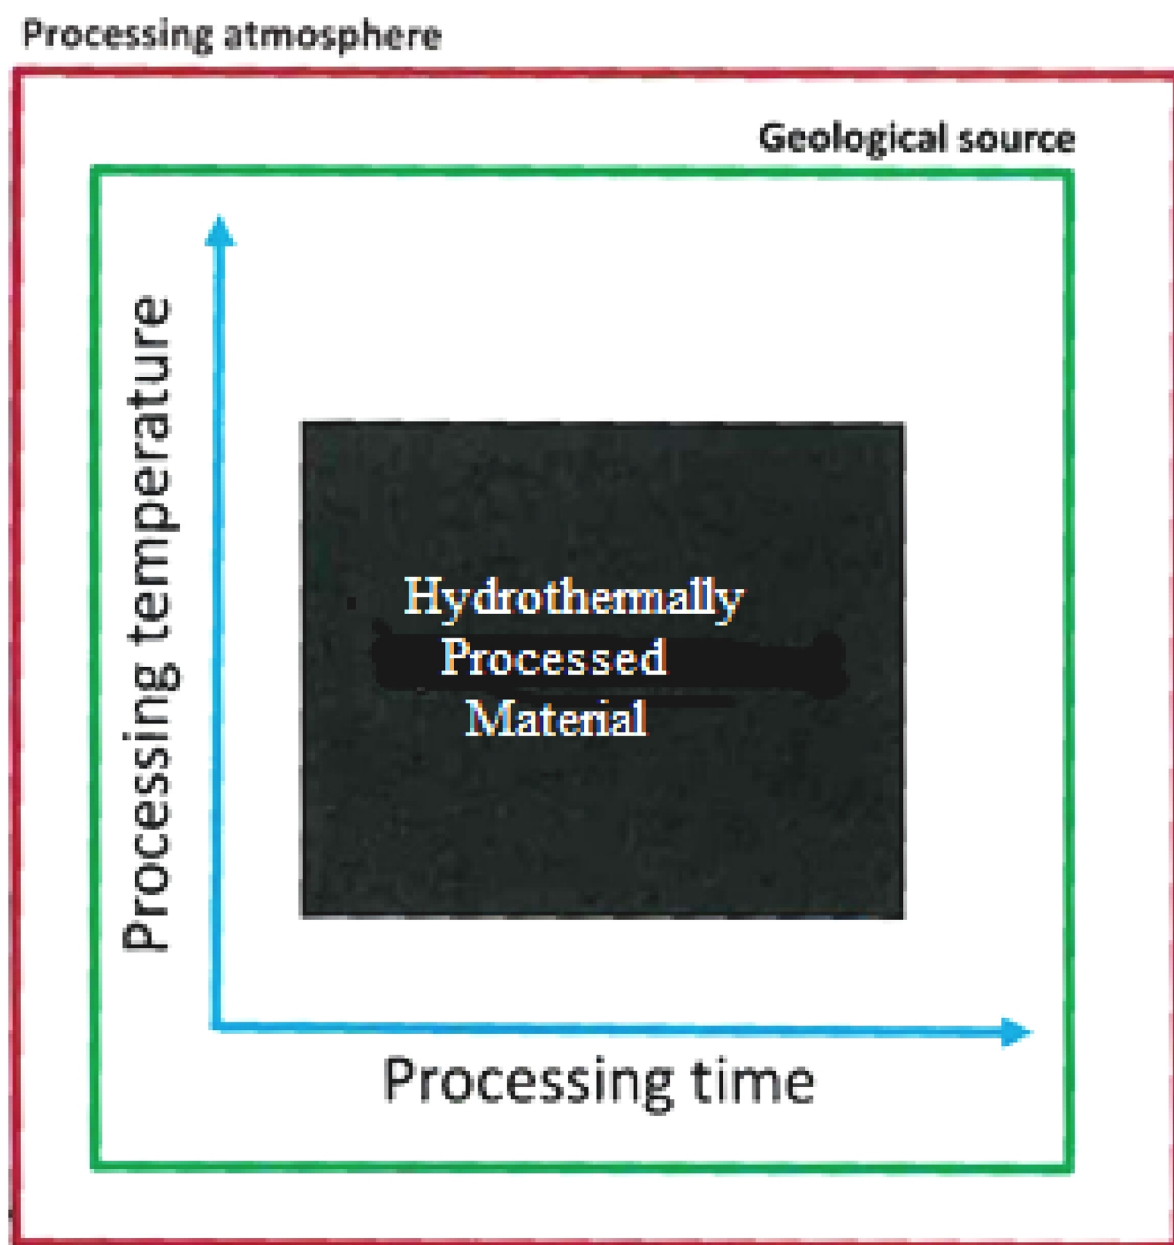 Processing atmosphere
Geological source
Processing temperature
Hydrothermally
Processed
Material
Processing time